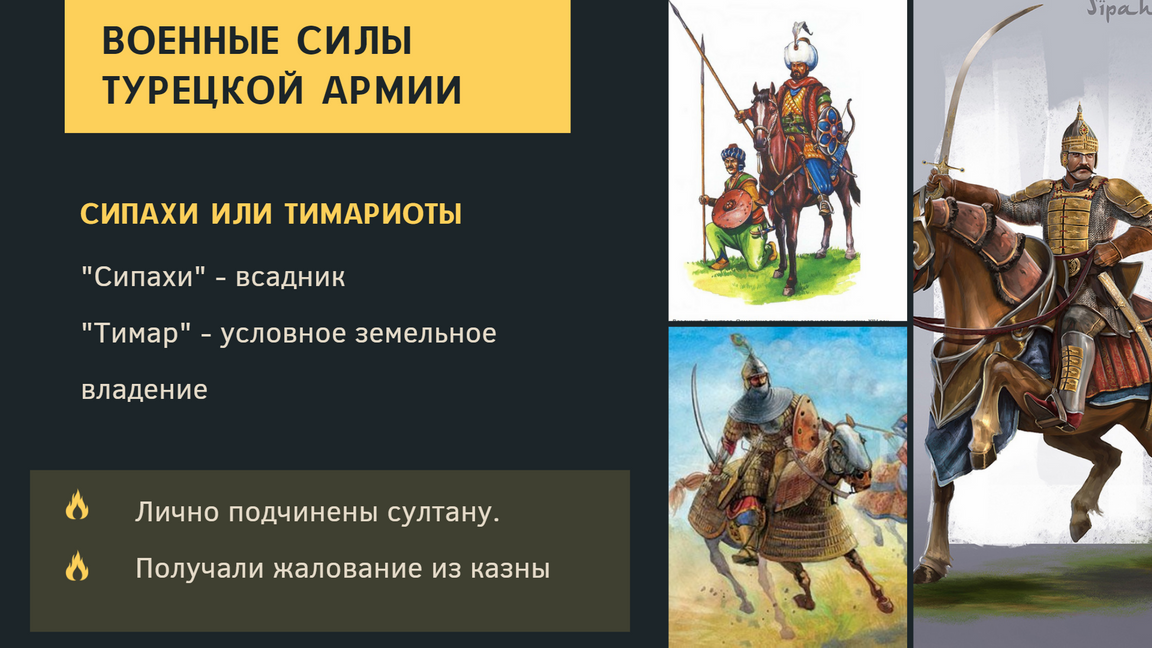 ВОЕННЫЕ СИЛЫ
ТУРЕЦКОЙ АРМИИ
СИПАХИ ИЛИ ТИМАРИОТЫ
"Сипахи" - всадник
"Тимар" - условное земельное
владение
Лично подчинены султану.
Получали жалование из казны